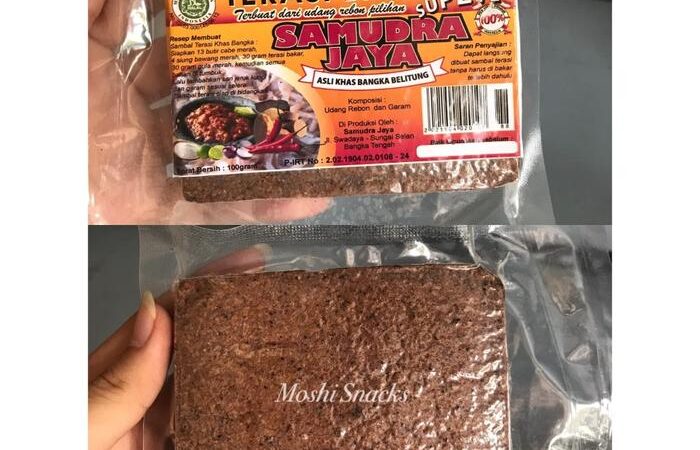 Terbuat dari udang rebon pilihan
SUPER
SAMUDRA
JAYA
ASLI KHAS BANGKA BELITUNG
100%
Resep Membuat
Sambal Terasi Khas Bangka :
Siapkan 13 butir cabe merah,
4 siung bawang merah, 30 gram terasi bakar,
30 gram gula merah, kemudian semua
di tumbuk
Komposisi :
Udang Rebon dan Garam
Di Produksi Oleh :
Samudra Jaya
Jl. Swadaya - Sungai Selan
Bangka Tengah
P-IRT No : 2.02.1904.02.0108 - 24
Berat Bersih : 100gram
Saran Penyajian :
Dapat langsung
dibuat sambal terasi
tanpa harus di bakar
dahulu
Moshi Snacks